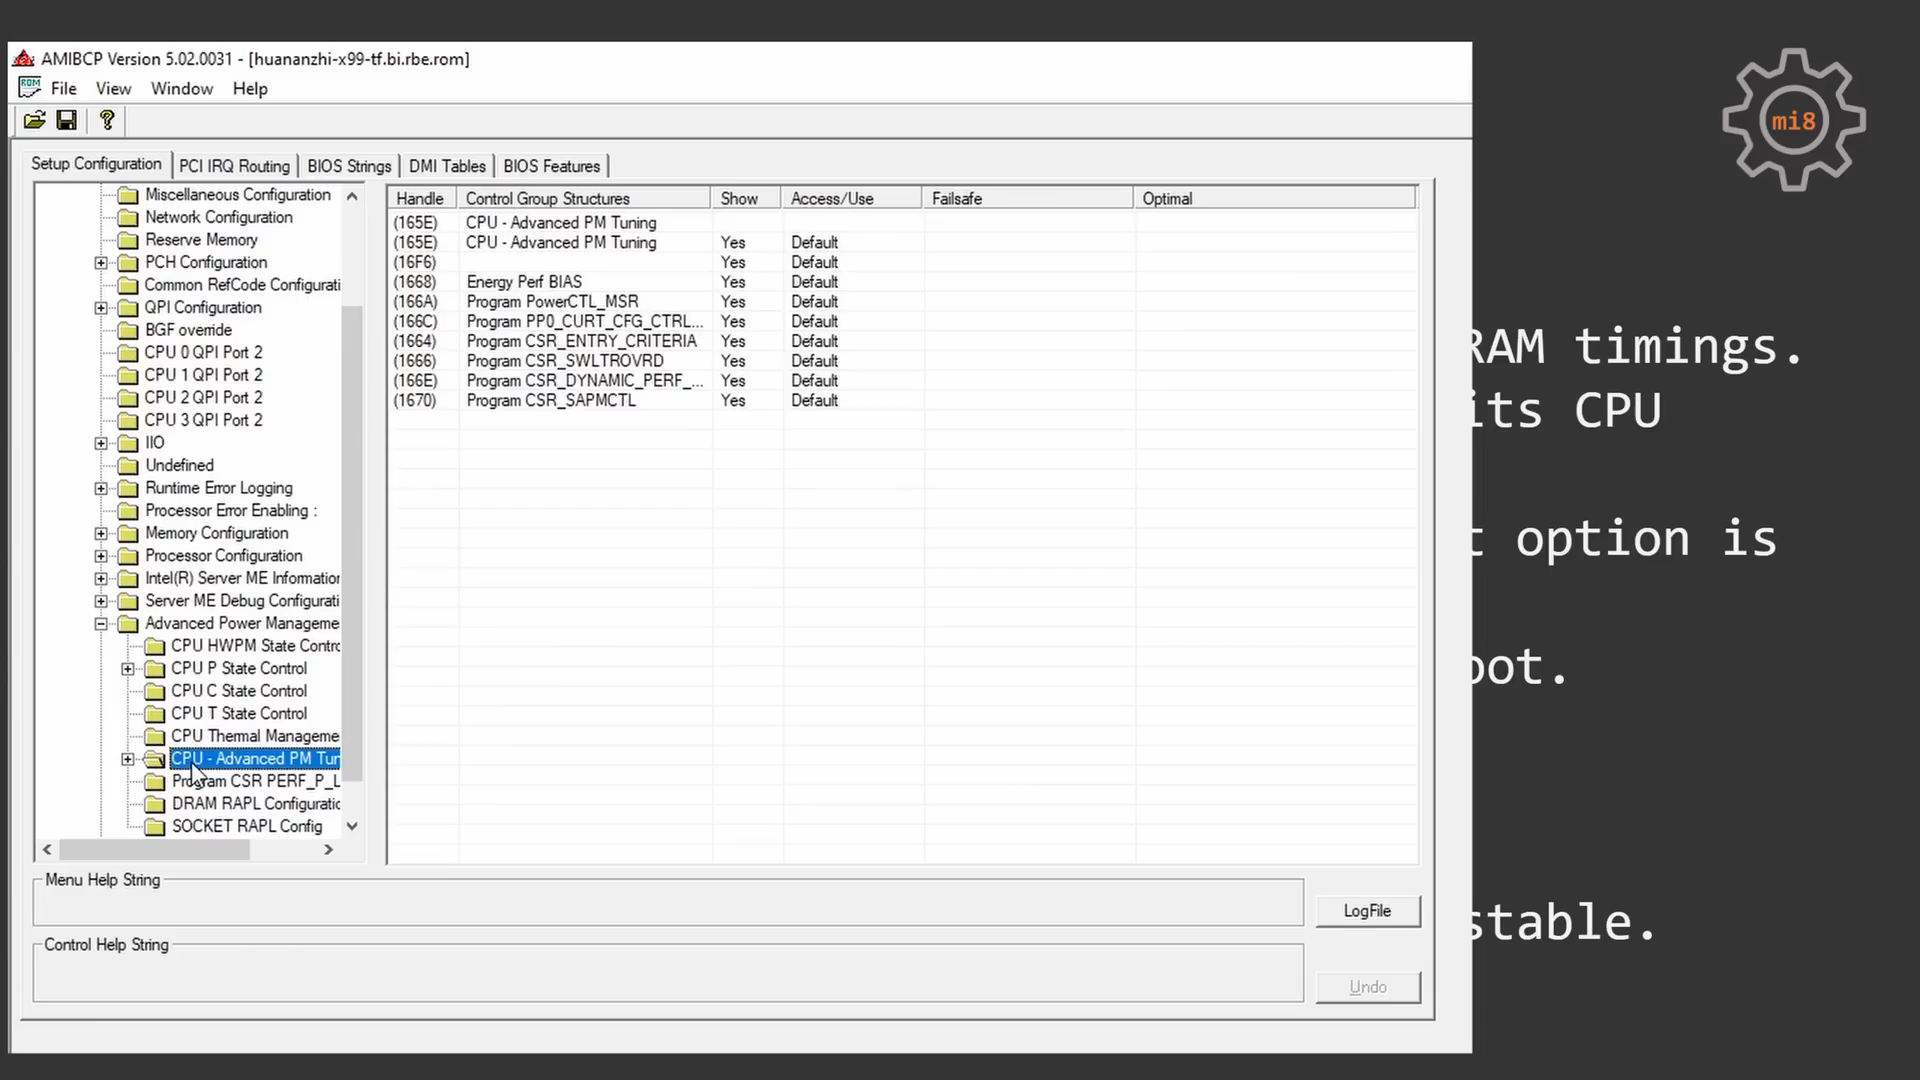 AMIBCP Version 5.02.0031 - [huananzhi-x99-tf.bi.rbe.rom]
File View Window Help
mi8
Setup Configuration PCI IRQ Routing BIOS Strings DMI Tables BIOS Features
Miscellaneous Configuration
Network Configuration
Reserve Memory
PCH Configuration
Common RefCode Configurati
QPI Configuration
BGF override
CPU 0 QPI Port 2
CPU 1 QPI Port 2
CPU 2 QPI Port 2
CPU 3 QPI Port 2
IIO
Undefined
Runtime Error Logging
Processor Error Enabling :
Memory Configuration
Processor Configuration
Intel(R) Server ME Information
Server ME Debug Configurati
Advanced Power Manageme
CPU HWPM State Contro
CPU P State Control
CPU C State Control
CPU T State Control
CPU Thermal Manageme
CPU - Advanced PM Tun
Program CSR PERF_P_L
DRAM RAPL Configuratio
SOCKET RAPL Config
Handle Control Group Structures Show Access/Use Failsafe Optimal
(165E) CPU - Advanced PM Tuning
(165E) CPU - Advanced PM Tuning Yes Default
(16F6) Yes Default
(1668) Energy Perf BIAS Yes Default
(166A) Program PowerCTL_MSR Yes Default
(166C) Program PP0_CURT_CFG_CTRL... Yes Default
(1664) Program CSR_ENTRY_CRITERIA Yes Default
(1666) Program CSR_SWLTROVRD Yes Default
(166E) Program CSR_DYNAMIC_PERF_... Yes Default
(1670) Program CSR_SAPMCTL Yes Default
RAM timings.
its CPU
t option is
oot.
stable.
Menu Help String
LogFile
Control Help String
Undo